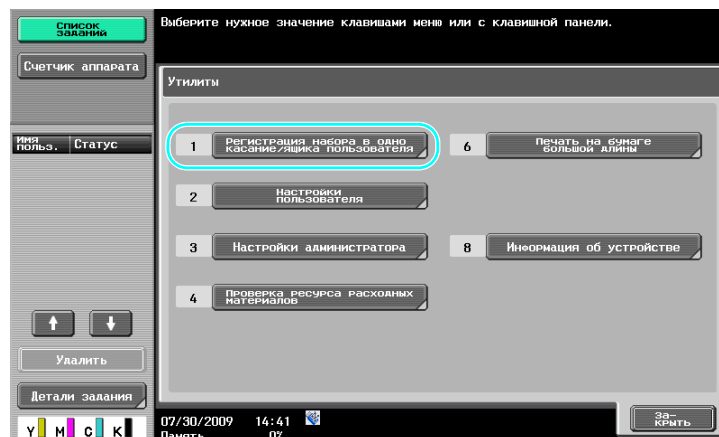 Список
заданий
Выберите нужное значение клавишами меню или с клавишной панели.
Счетчик аппарата
Утилиты
1 Регистрация набора в одно
касание/ящика пользователя
6 Печать на бумаге
большой длины
Имя
польз. Статус
2 Настройки
пользователя
3 Настройки администратора
8 Информация об устройстве
4 Проверка ресурса расходных
материалов
Удалить
Детали задания
07/30/2009 14:41
За-
крыть
Y M C K
Память 0%